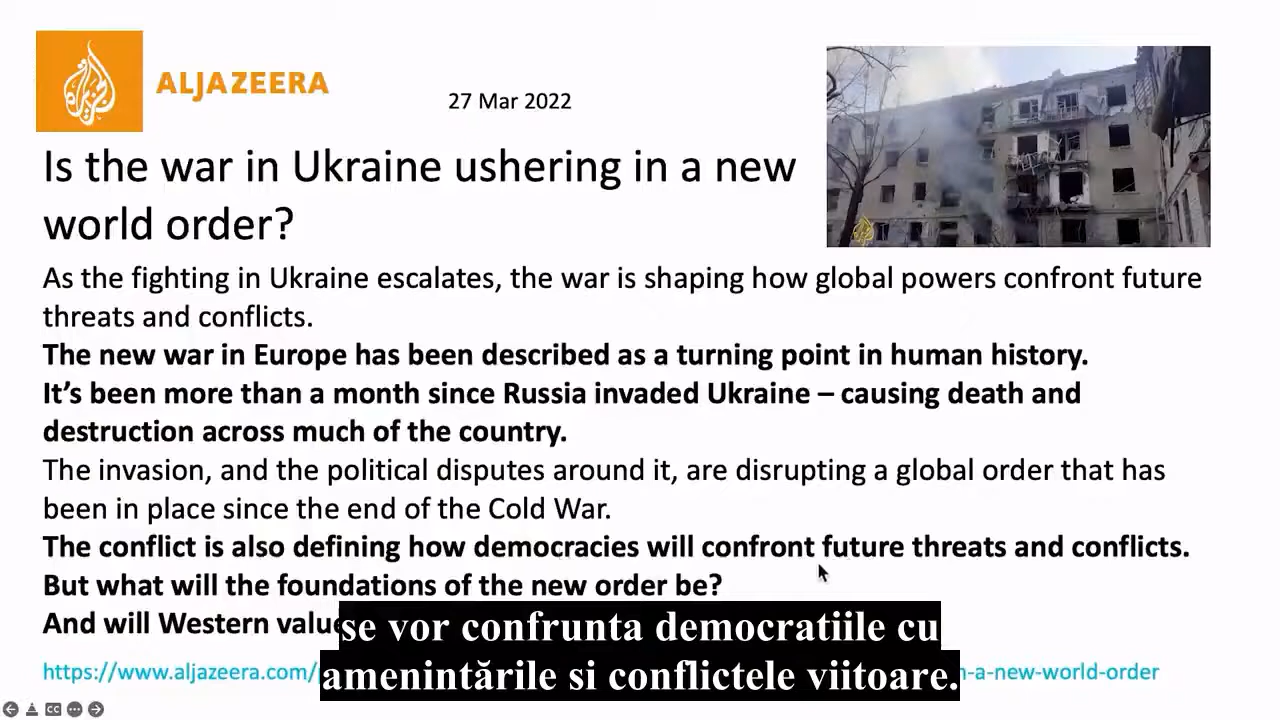 ALJAZEERA
27 Mar 2022
Is the war in Ukraine ushering in a new
world order?
As the fighting in Ukraine escalates, the war is shaping how global powers confront future
threats and conflicts.
The new war in Europe has been described as a turning point in human history.
It’s been more than a month since Russia invaded Ukraine – causing death and
destruction across much of the country.
The invasion, and the political disputes around it, are disrupting a global order that has
been in place since the end of the Cold War.
The conflict is also defining how democracies will confront future threats and conflicts.
But what will the foundations of the new order be?
And will Western
https://www.aljazeera.com/ -a-new-world-order
se vor confrunta democratiile cu
amenintările si conflictele viitoare.